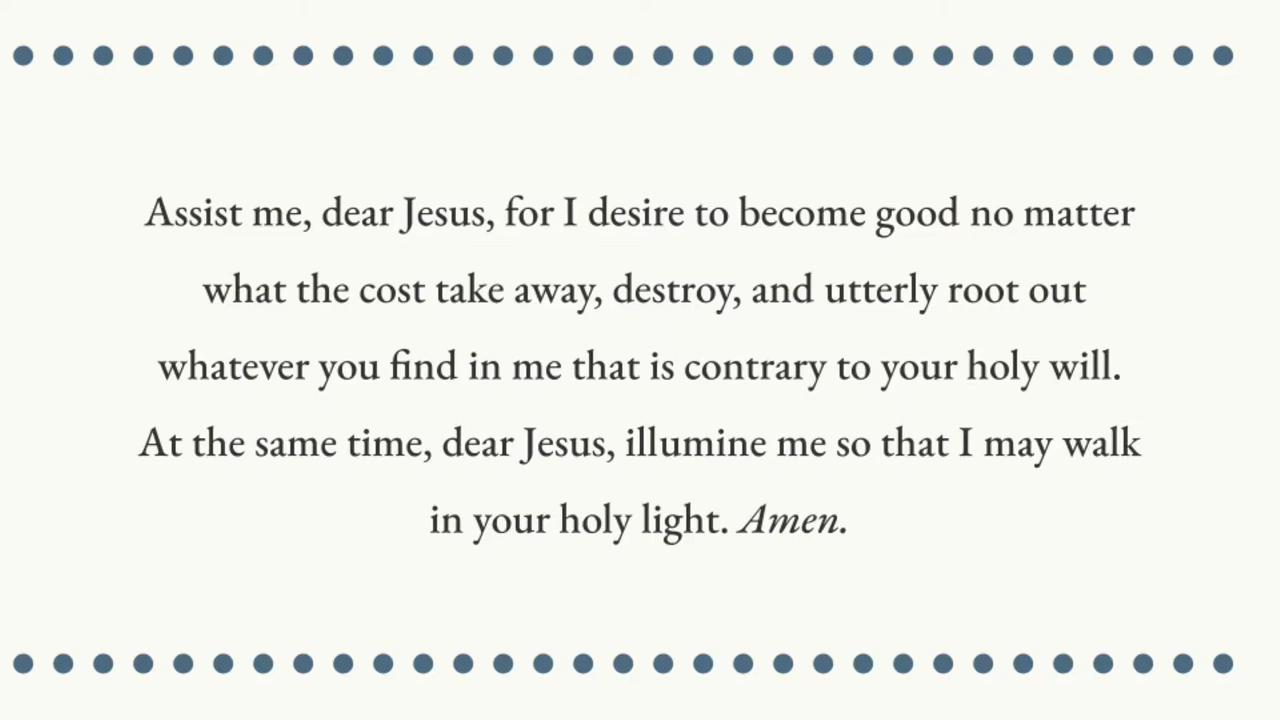 Assist me, dear Jesus, for I desire to become good no matter
what the cost take away, destroy, and utterly root out
whatever you find in me that is contrary to your holy will.
At the same time, dear Jesus, illumine me so that I may walk
in your holy light. Amen.